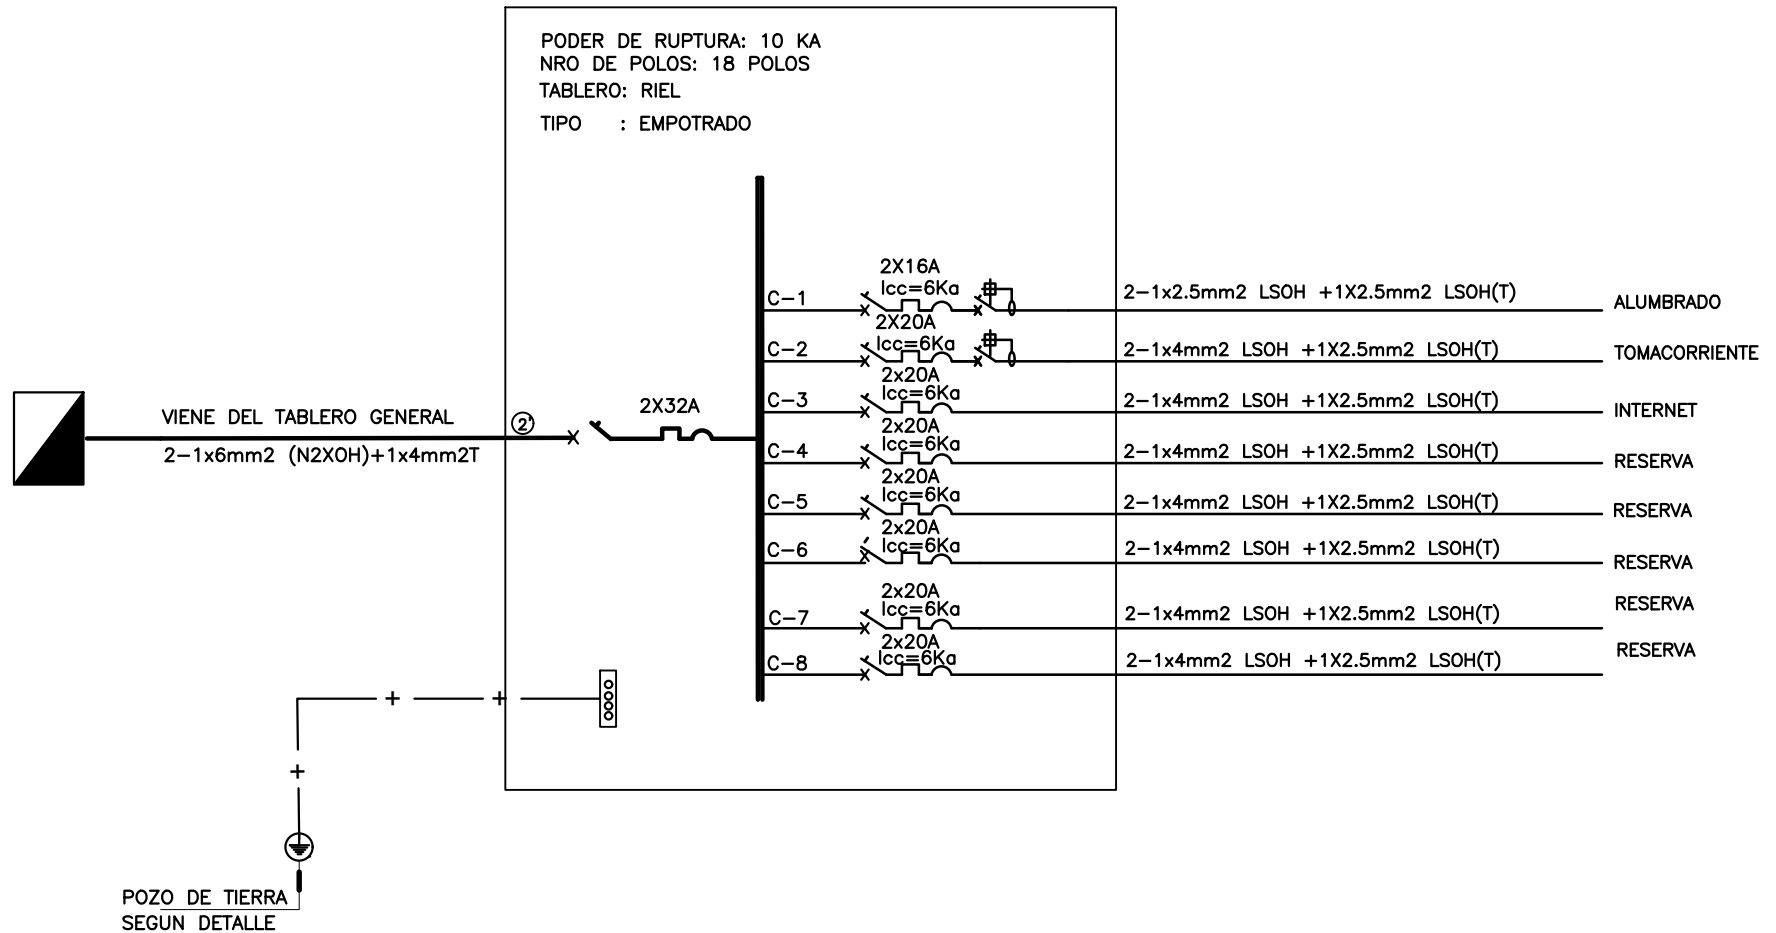 PODER DE RUPTURA: 10 KA
NRO DE POLOS: 18 POLOS
TABLERO: RIEL
TIPO : EMPOTRADO
VIENE DEL TABLERO GENERAL
2-1x6mm2 (N2XOH)+1x4mm2T
2'
2X32A
C-1
2X16A
Icc=6Ka
2-1x2.5mm2 LSOH +1X2.5mm2 LSOH(T)
ALUMBRADO
C-2
2X20A
Icc=6Ka
2-1x4mm2 LSOH +1X2.5mm2 LSOH(T)
TOMACORRIENTE
C-3
2x20A
Icc=6Ka
2-1x4mm2 LSOH +1X2.5mm2 LSOH(T)
INTERNET
C-4
2x20A
Icc=6Ka
2-1x4mm2 LSOH +1X2.5mm2 LSOH(T)
RESERVA
C-5
2x20A
Icc=6Ka
2-1x4mm2 LSOH +1X2.5mm2 LSOH(T)
RESERVA
C-6
2x20A
Icc=6Ka
2-1x4mm2 LSOH +1X2.5mm2 LSOH(T)
RESERVA
C-7
2x20A
Icc=6Ka
2-1x4mm2 LSOH +1X2.5mm2 LSOH(T)
RESERVA
C-8
2x20A
Icc=6Ka
2-1x4mm2 LSOH +1X2.5mm2 LSOH(T)
RESERVA
POZO DE TIERRA
SEGUN DETALLE